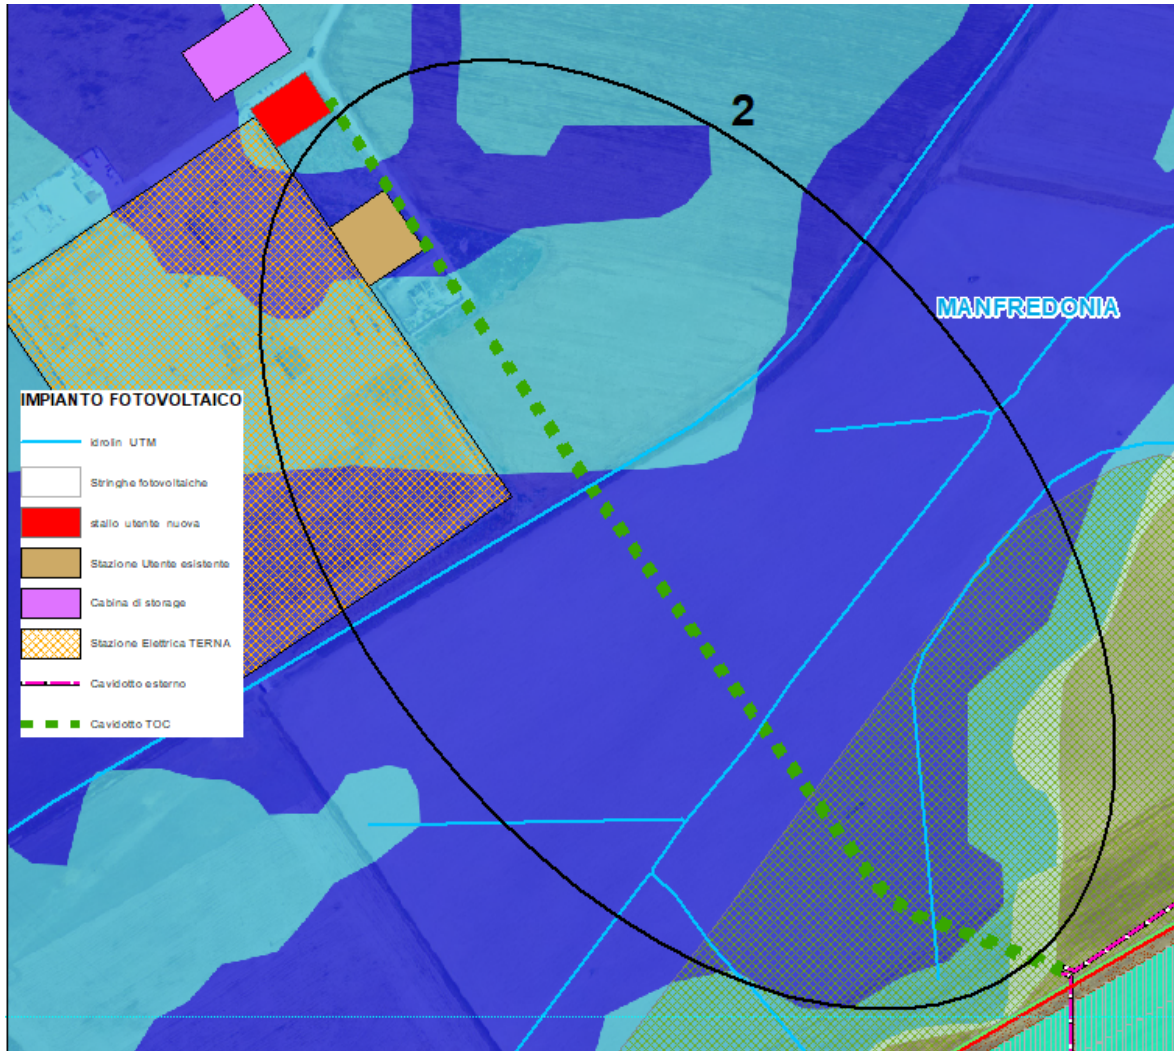 2
MANFREDONIA
IMPIANTO FOTOVOLTAICO
idrolin UTM
Stringhe fotovoltaiche
stallo utente nuova
Stazione Utente esistente
Cabina di storage
Stazione Elettrica TERNA
Cavidotto esterno
Cavidotto TOC